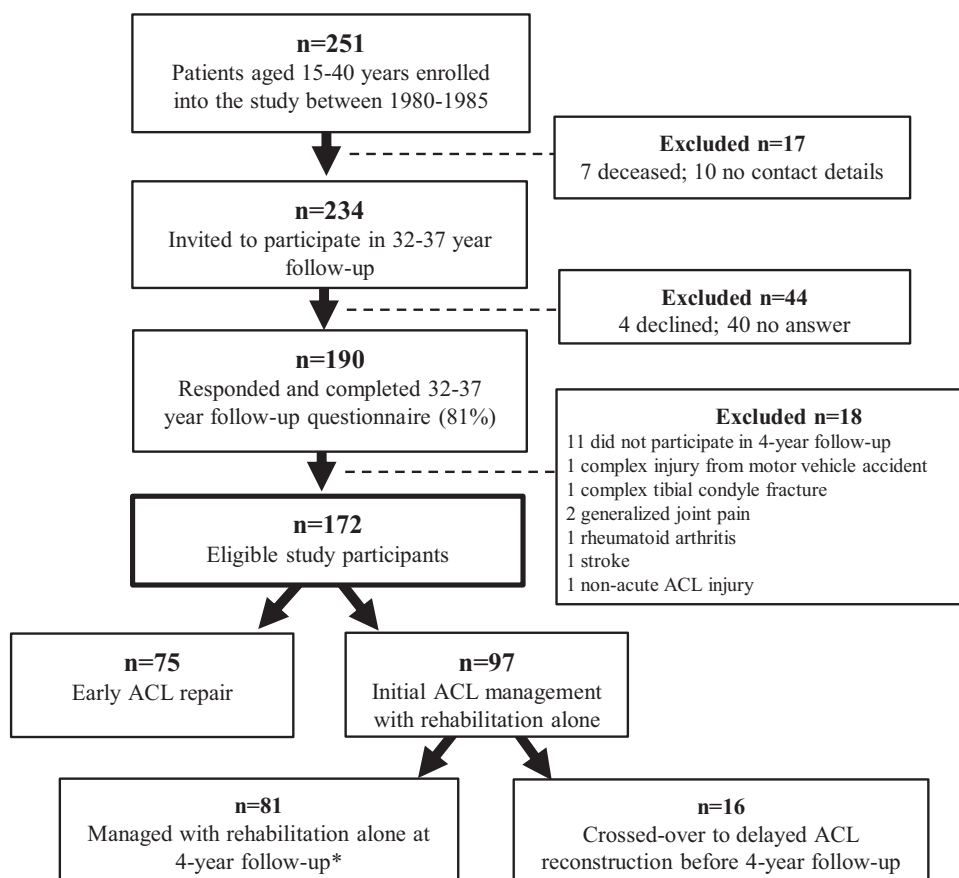 n=251
Patients aged 15-40 years enrolled
into the study between 1980-1985
Excluded n=17
7 deceased; 10 no contact details
n=234
Invited to participate in 32-37 year
follow-up
Excluded n=44
4 declined; 40 no answer
n=190
Responded and completed 32-37
year follow-up questionnaire (81%)
Excluded n=18
11 did not participate in 4-year follow-up
1 complex injury from motor vehicle accident
1 complex tibial condyle fracture
2 generalized joint pain
1 rheumatoid arthritis
1 stroke
1 non-acute ACL injury
n=172
Eligible study participants
n=75
Early ACL repair
n=97
Initial ACL management
with rehabilitation alone
n=81
Managed with rehabilitation alone at
4-year follow-up*
n=16
Crossed-over to delayed ACL
reconstruction before 4-year follow-up